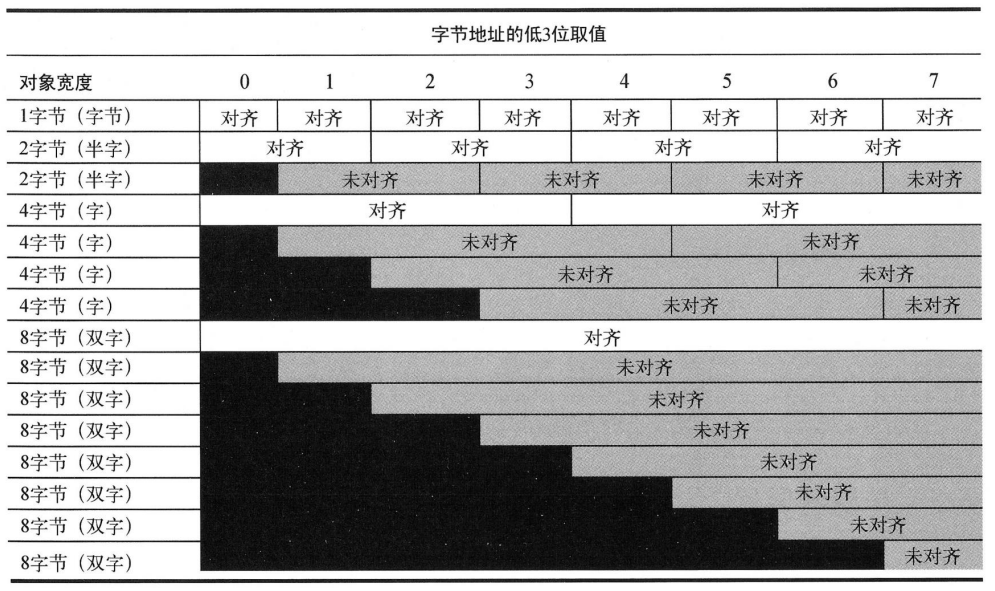 字节地址的低3位取值
对象宽度 0 1 2 3 4 5 6 7
1字节（字节） 对齐 对齐 对齐 对齐 对齐 对齐 对齐 对齐
2字节（半字） 对齐 对齐 对齐 对齐
2字节（半字） 未对齐 未对齐 未对齐 未对齐
4字节（字） 对齐 对齐
4字节（字） 未对齐 未对齐
4字节（字） 未对齐 未对齐
4字节（字） 未对齐 未对齐
8字节（双字） 对齐
8字节（双字） 未对齐
8字节（双字） 未对齐
8字节（双字） 未对齐
8字节（双字） 未对齐
8字节（双字） 未对齐
8字节（双字） 未对齐
8字节（双字） 未对齐